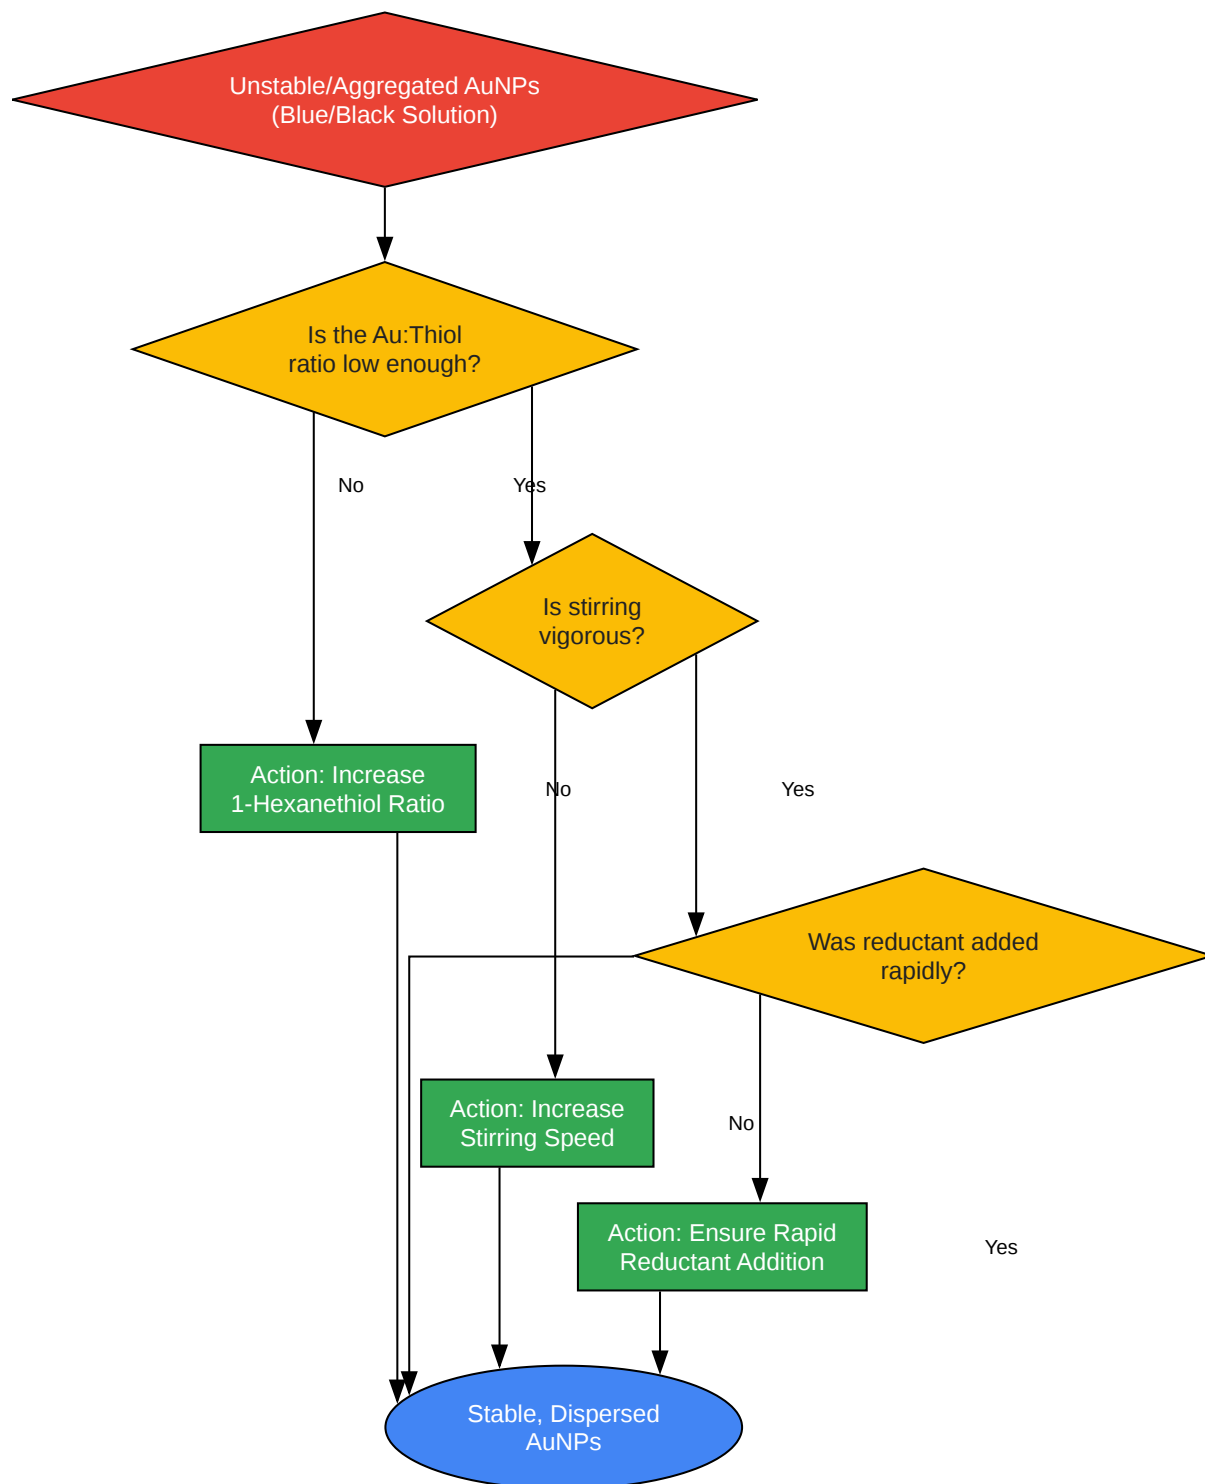 Unstable/Aggregated AuNPs
(Blue/Black Solution)
Is the Au:Thiol
ratio low enough?
No
Yes
Is stirring
vigorous?
Action: Increase
1-Hexanethiol Ratio
No
Yes
Was reductant added
rapidly?
Action: Increase
Stirring Speed
No
Action: Ensure Rapid
Reductant Addition
Yes
Stable, Dispersed
AuNPs